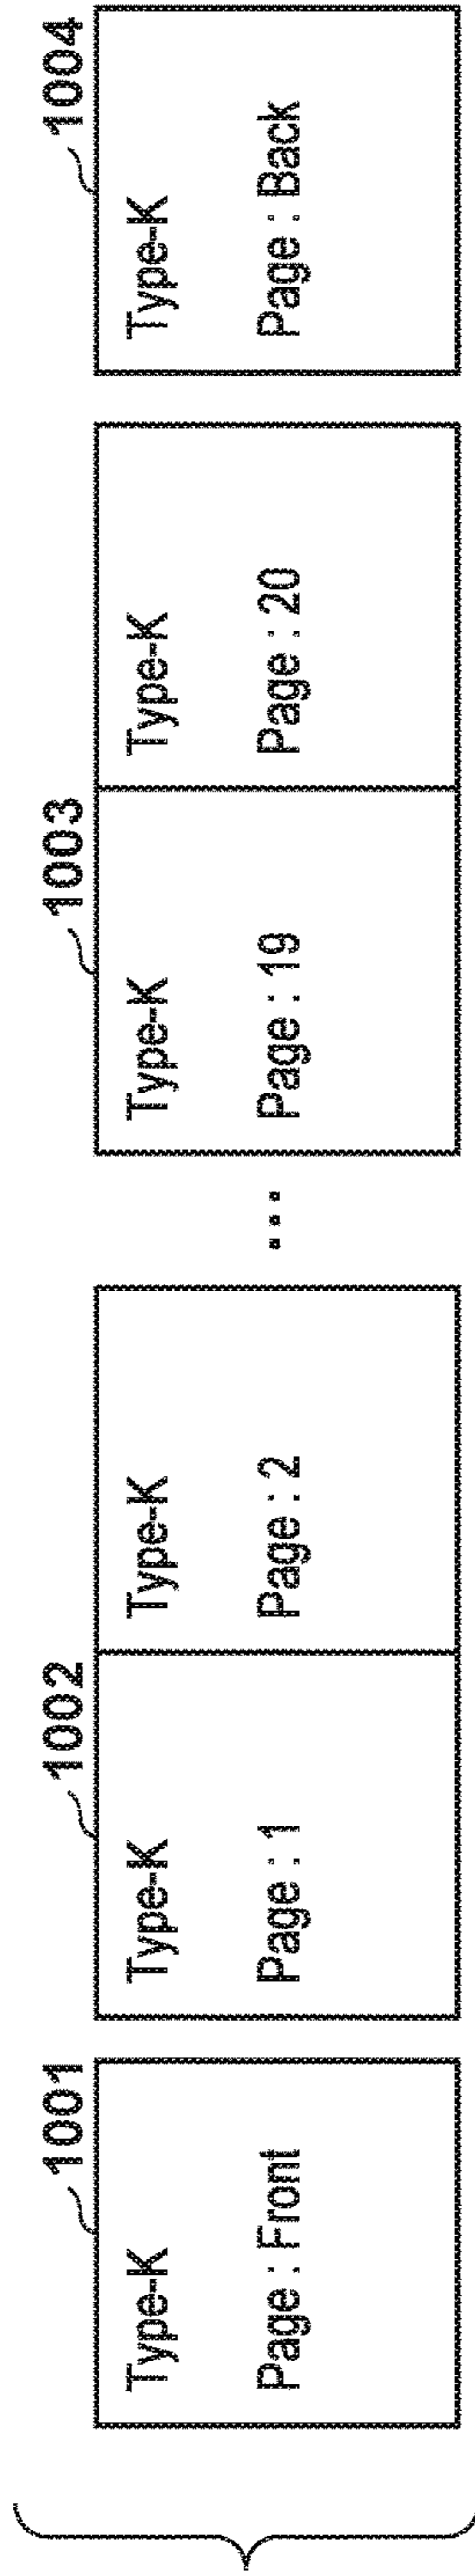 1001
Type-K
Page : Front
1002
Type-K
Page : 1
Type-K
Page : 2
...
1003
Type-K
Page : 19
Type-K
Page : 20
1004
Type-K
Page : Back